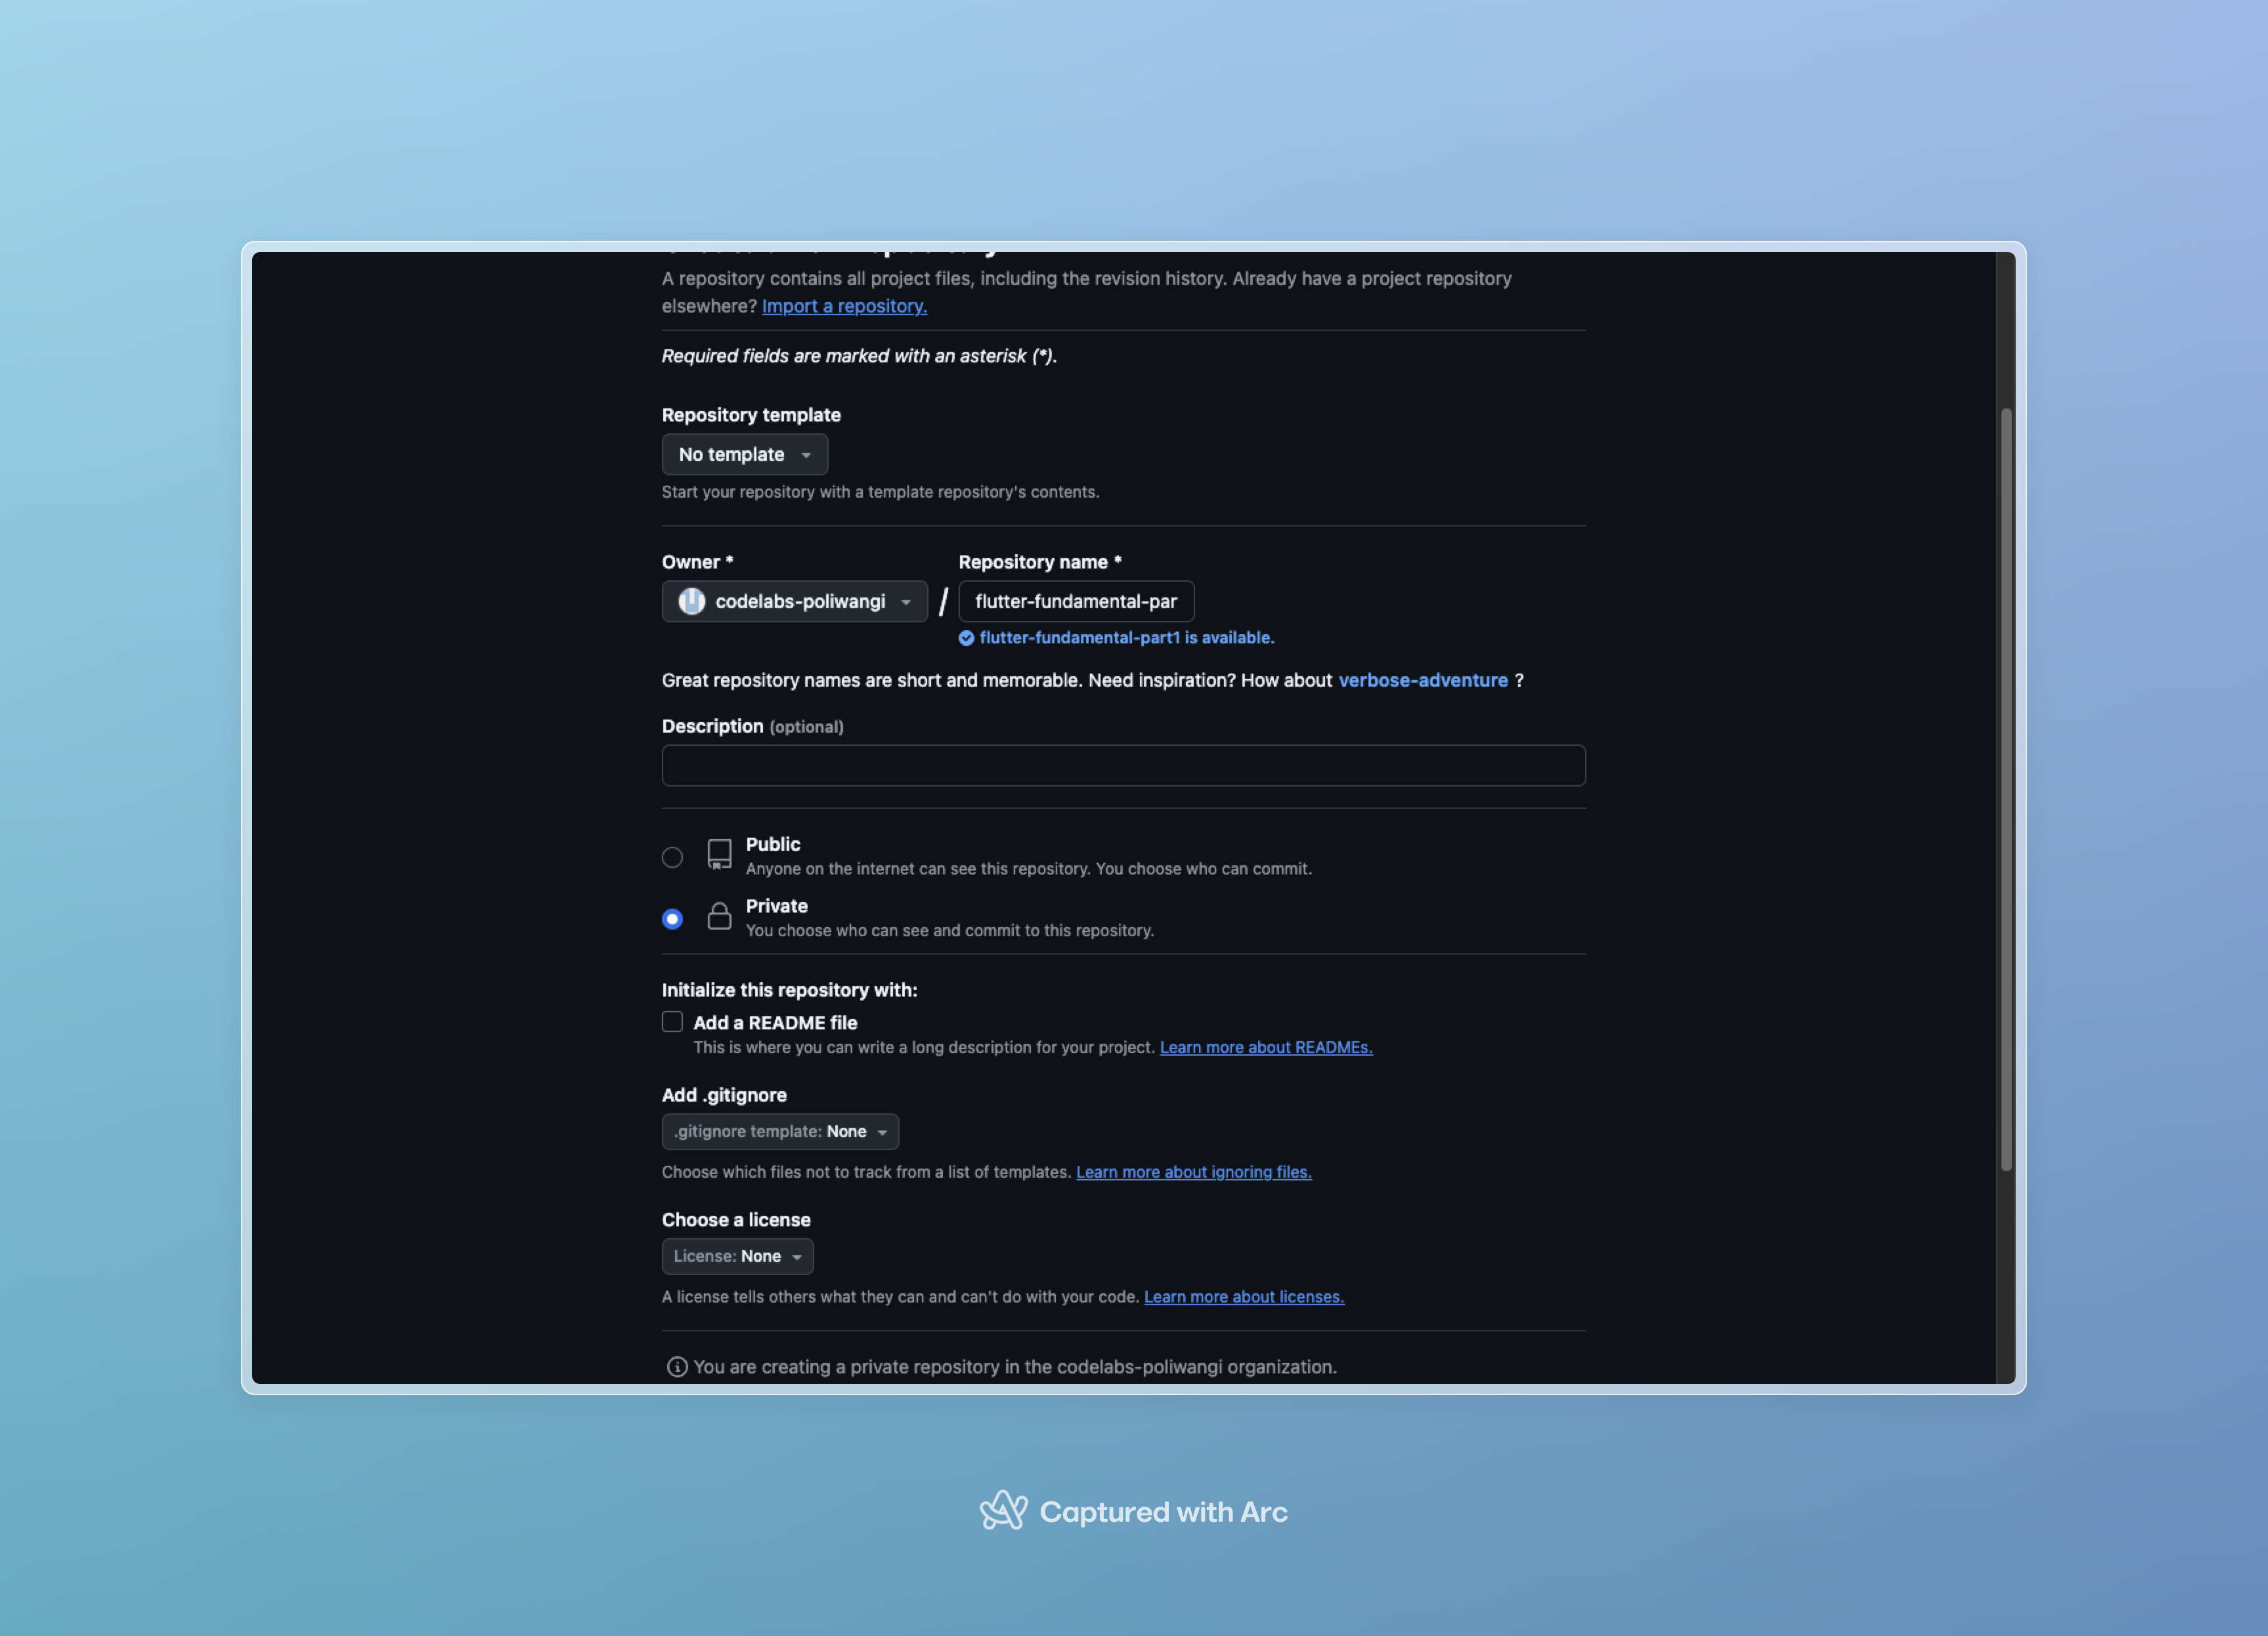 A repository contains all project files, including the revision history. Already have a project repository
elsewhere? Import a repository.
Required fields are marked with an asterisk (*).
Repository template
No template
Start your repository with a template repository's contents.
Owner *
Repository name *
codelabs-poliwangi
/
flutter-fundamental-par
flutter-fundamental-part1 is available.
Great repository names are short and memorable. Need inspiration? How about verbose-adventure ?
Description (optional)
Public
Anyone on the internet can see this repository. You choose who can commit.
Private
You choose who can see and commit to this repository.
Initialize this repository with:
Add a README file
This is where you can write a long description for your project. Learn more about READMEs.
Add .gitignore
.gitignore template: None
Choose which files not to track from a list of templates. Learn more about ignoring files.
Choose a license
License: None
A license tells others what they can and can't do with your code. Learn more about licenses.
You are creating a private repository in the codelabs-poliwangi organization.
Captured with Arc